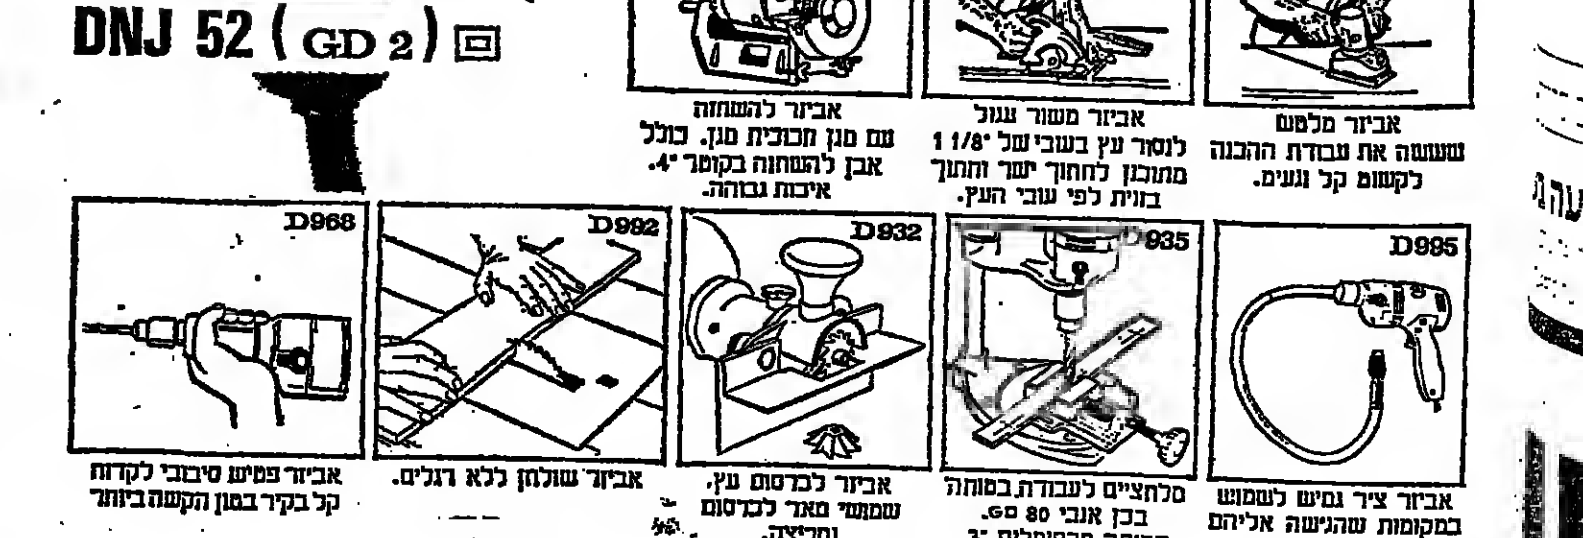 DNJ 52 ( GD 2 )
אביזר מלטש
שעושה את עבודת ההכנה
לקשוט קל ונעים.
אביזר משור עגול
לנסור עץ בעובי של 1 1/8"
מתוכנן לחתוך ישר וחתוך
בזוית לפי עובי העץ.
אביזר להשחזה
עם מגן זכוכית מגן. כולל
אבן להשחזה בקוטר 4".
איכות גבוהה.
D995
אביזר ציר גמיש לשמוש
במקומות שהגישה אליהם
935
מלחציים לעבודת בטוחה
בכן אנכי GD 80.
D932
אביזר לכרסום עץ.
שמושי מאד לכרסום
וחריצה.
D992
אביזר שולחן ללא רגלים.
D968
אביזר פטיש סיבובי לקדוח
קל בקיר בטון הקשה ביותר